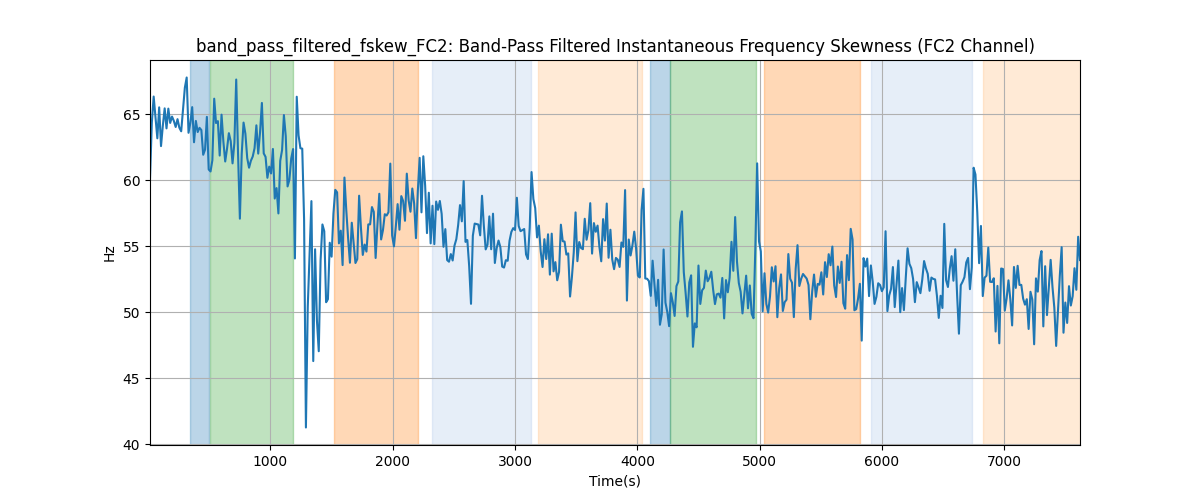 band_pass_filtered_fskew_FC2: Band-Pass Filtered Instantaneous Frequency Skewness (FC2 Channel)
65
60
55
50
45
40
Hz
1000 2000 3000 4000 5000 6000 7000
Time(s)